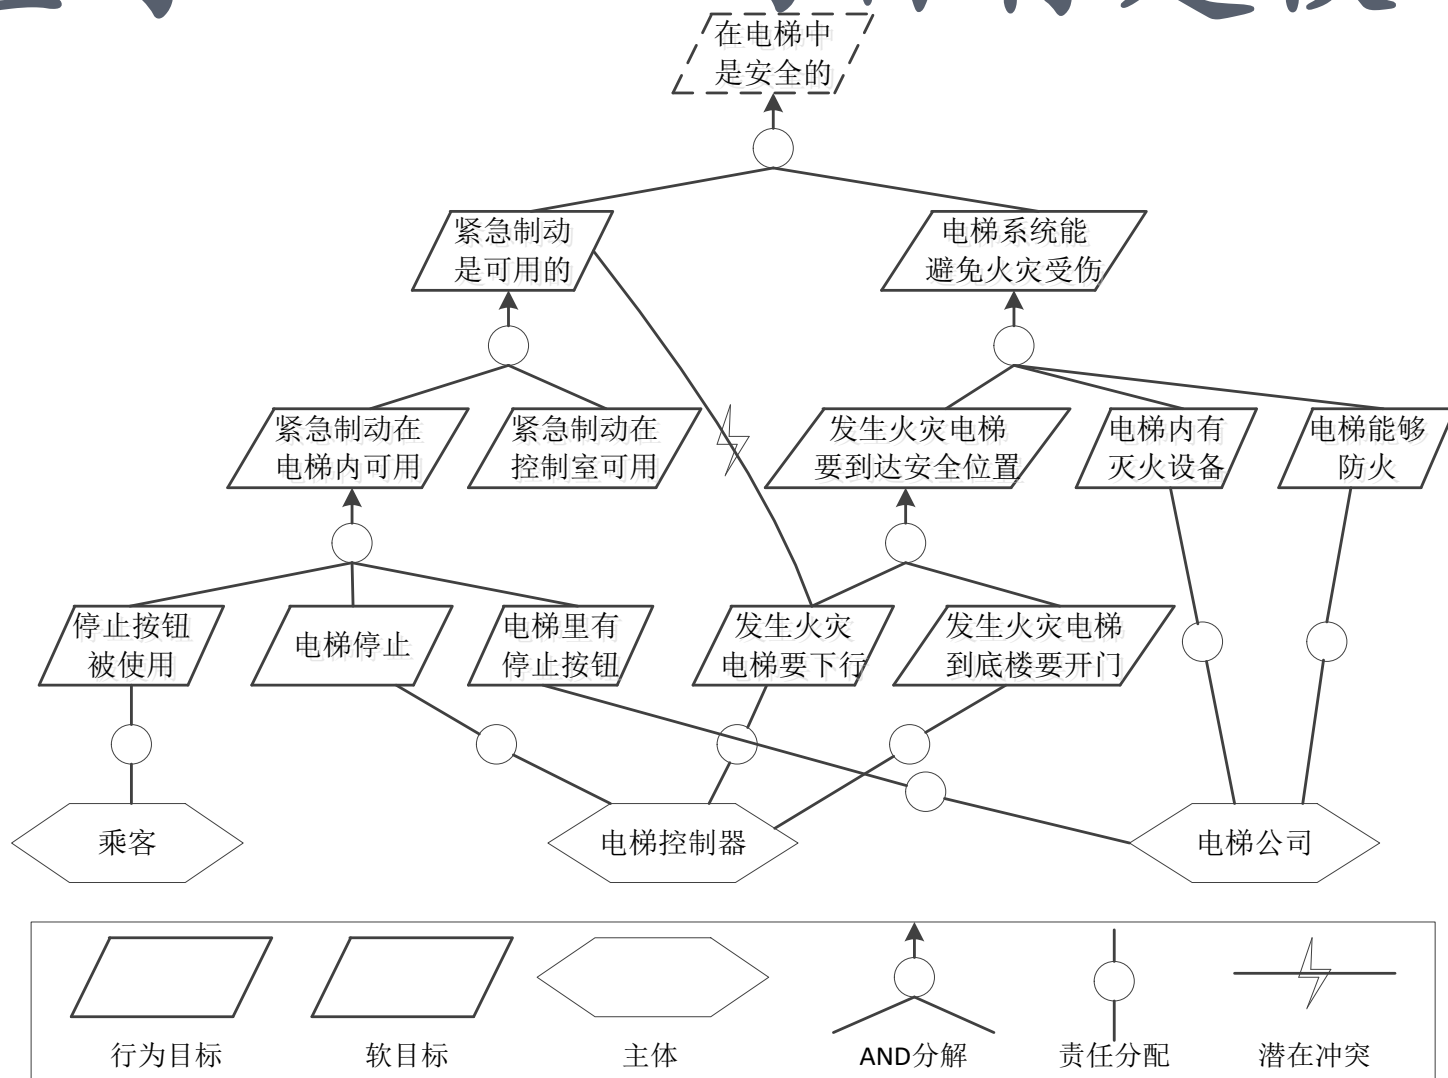 在电梯中
是安全的
紧急制动
是可用的
电梯系统能
避免火灾受伤
紧急制动在
电梯内可用
紧急制动在
控制室可用
发生火灾电梯
要到达安全位置
电梯内有
灭火设备
电梯能够
防火
停止按钮
被使用
电梯停止
电梯里有
停止按钮
发生火灾
电梯要下行
发生火灾电梯
到底楼要开门
乘客
电梯控制器
电梯公司
行为目标
软目标
主体
AND分解
责任分配
潜在冲突